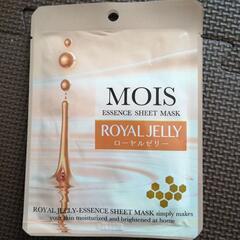 MOIS
ESSENCE SHEET MASK
ROYAL JELLY
ローヤルゼリー
ROYAL JELLY-ESSENCE SHEET MASK simply makes
your skin moisturized and brightened at home